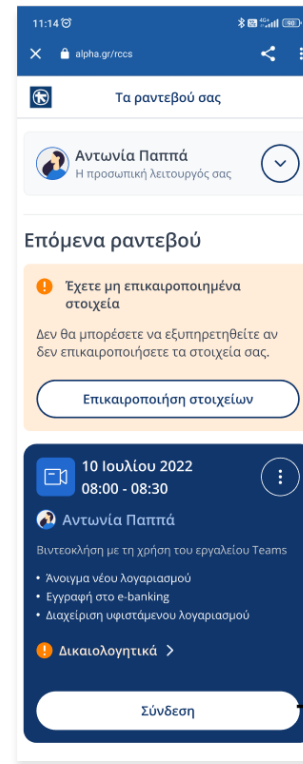 11:14
90
alpha.gr/rccs
Τα ραντεβού σας
Αντωνία Παππά
Η προσωπική λειτουργός σας
Επόμενα ραντεβού
Έχετε μη επικαιροποιημένα
στοιχεία
Δεν θα μπορέσετε να εξυπηρετηθείτε αν
δεν επικαιροποιήσετε τα στοιχεία σας.
Επικαιροποίηση στοιχείων
10 Ιουλίου 2022
08:00 - 08:30
Αντωνία Παππά
Βιντεοκλήση με τη χρήση του εργαλείου Teams
• Άνοιγμα νέου λογαριασμού
• Εγγραφή στο e-banking
• Διαχείριση υφιστάμενου λογαριασμού
Δικαιολογητικά >
Σύνδεση